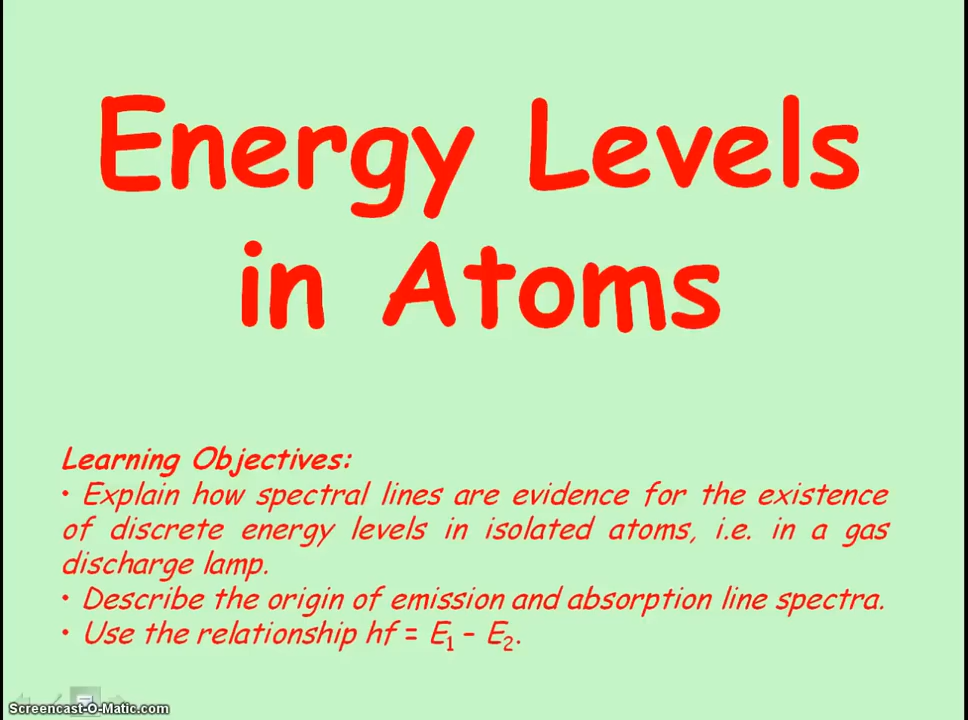 Energy Levels
in Atoms
Learning Objectives:
• Explain how spectral lines are evidence for the existence
of discrete energy levels in isolated atoms, i.e. in a gas
discharge lamp.
• Describe the origin of emission and absorption line spectra.
• Use the relationship hf = E₁ – E₂.
Screencast-O-Matic.com